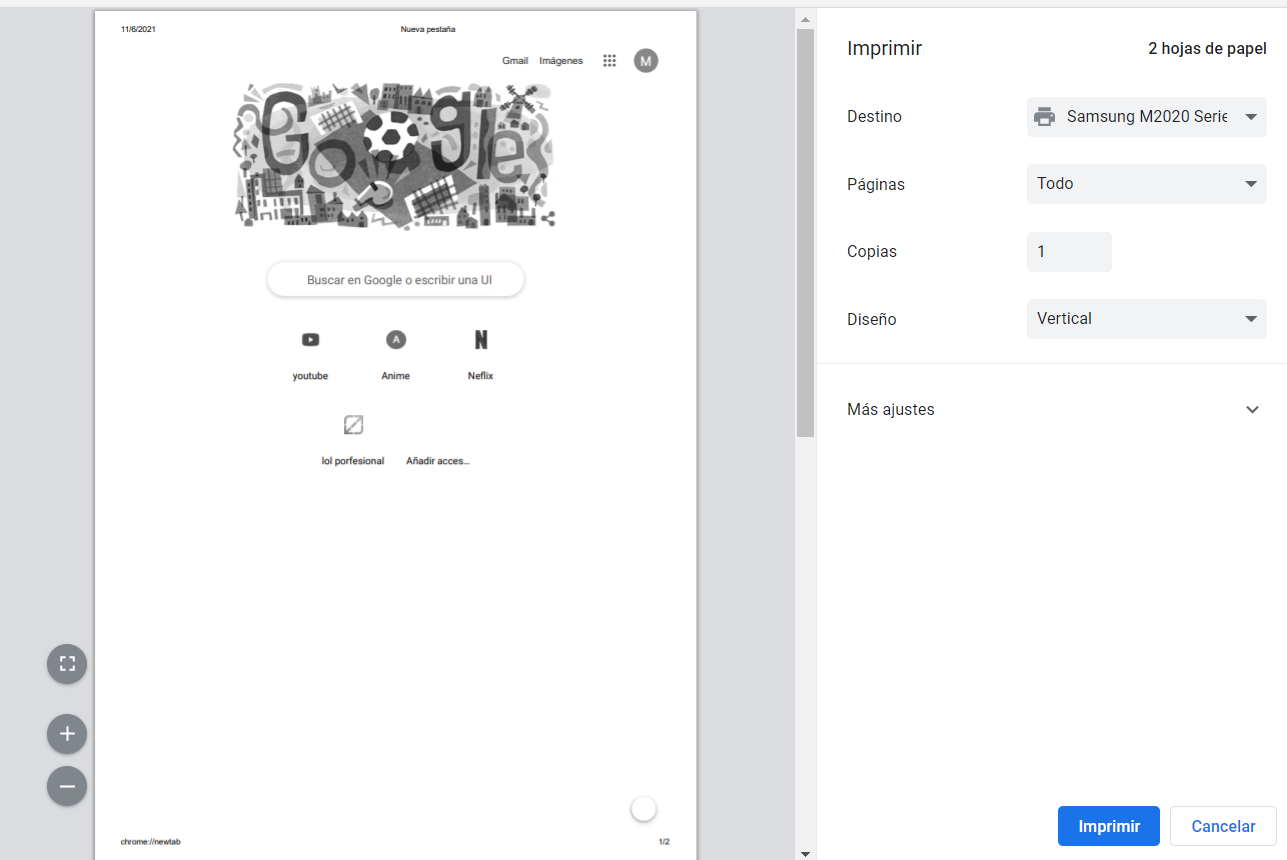 11/6/2021 Nueva pestaña
Gmail Imágenes M
Google
Buscar en Google o escribir una UI
A N
youtube Anime Neflix
lol porfesional Añadir acces...
chrome://newtab 1/2
Imprimir 2 hojas de papel
Destino Samsung M2020 Serie
Páginas Todo
Copias 1
Diseño Vertical
Más ajustes
Imprimir Cancelar